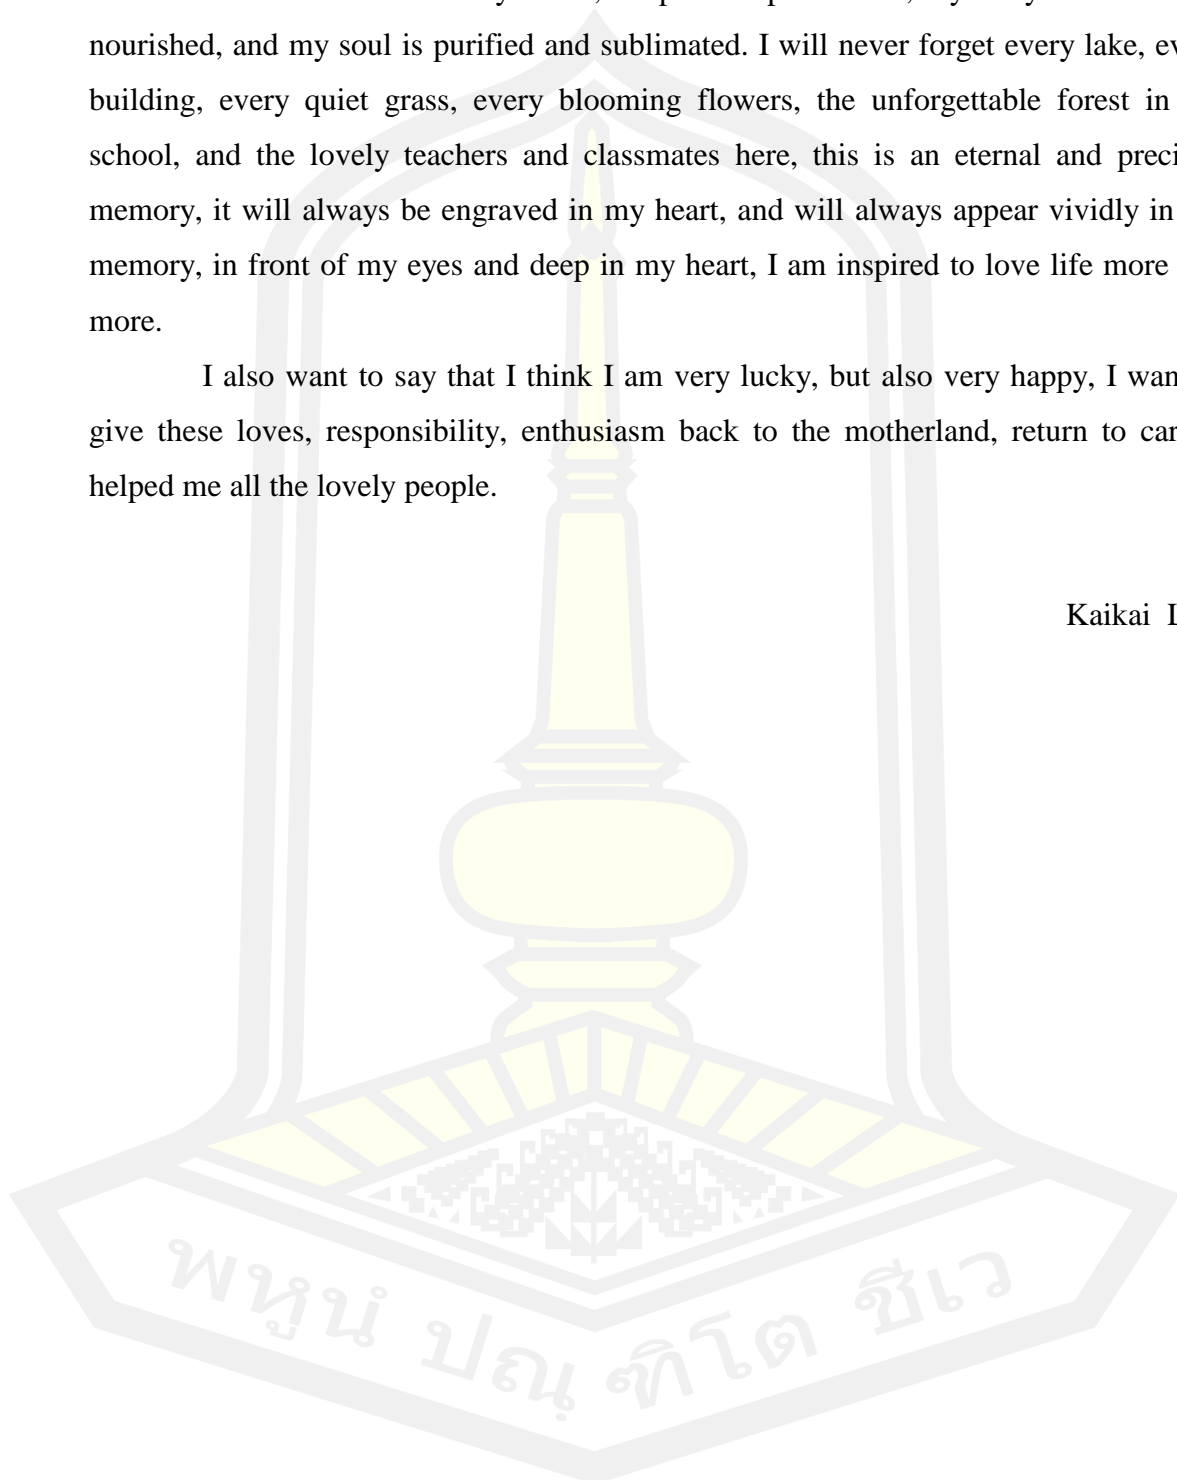 nourished, and my soul is purified and sublimated. I will never forget every lake,
building, every quiet grass, every blooming flowers, the unforgettable forest in
school, and the lovely teachers and classmates here, this is an eternal and
memory, it will always be engraved in my heart, and will always appear vividly in
memory, in front of my eyes and deep in my heart, I am inspired to love life more
more.
I also want to say that I think I am very lucky, but also very happy, I
give these loves, responsibility, enthusiasm back to the motherland, return to
helped me all the lovely people.
Kaikai
พหูนํ ปณฺฑิโต ชีเว